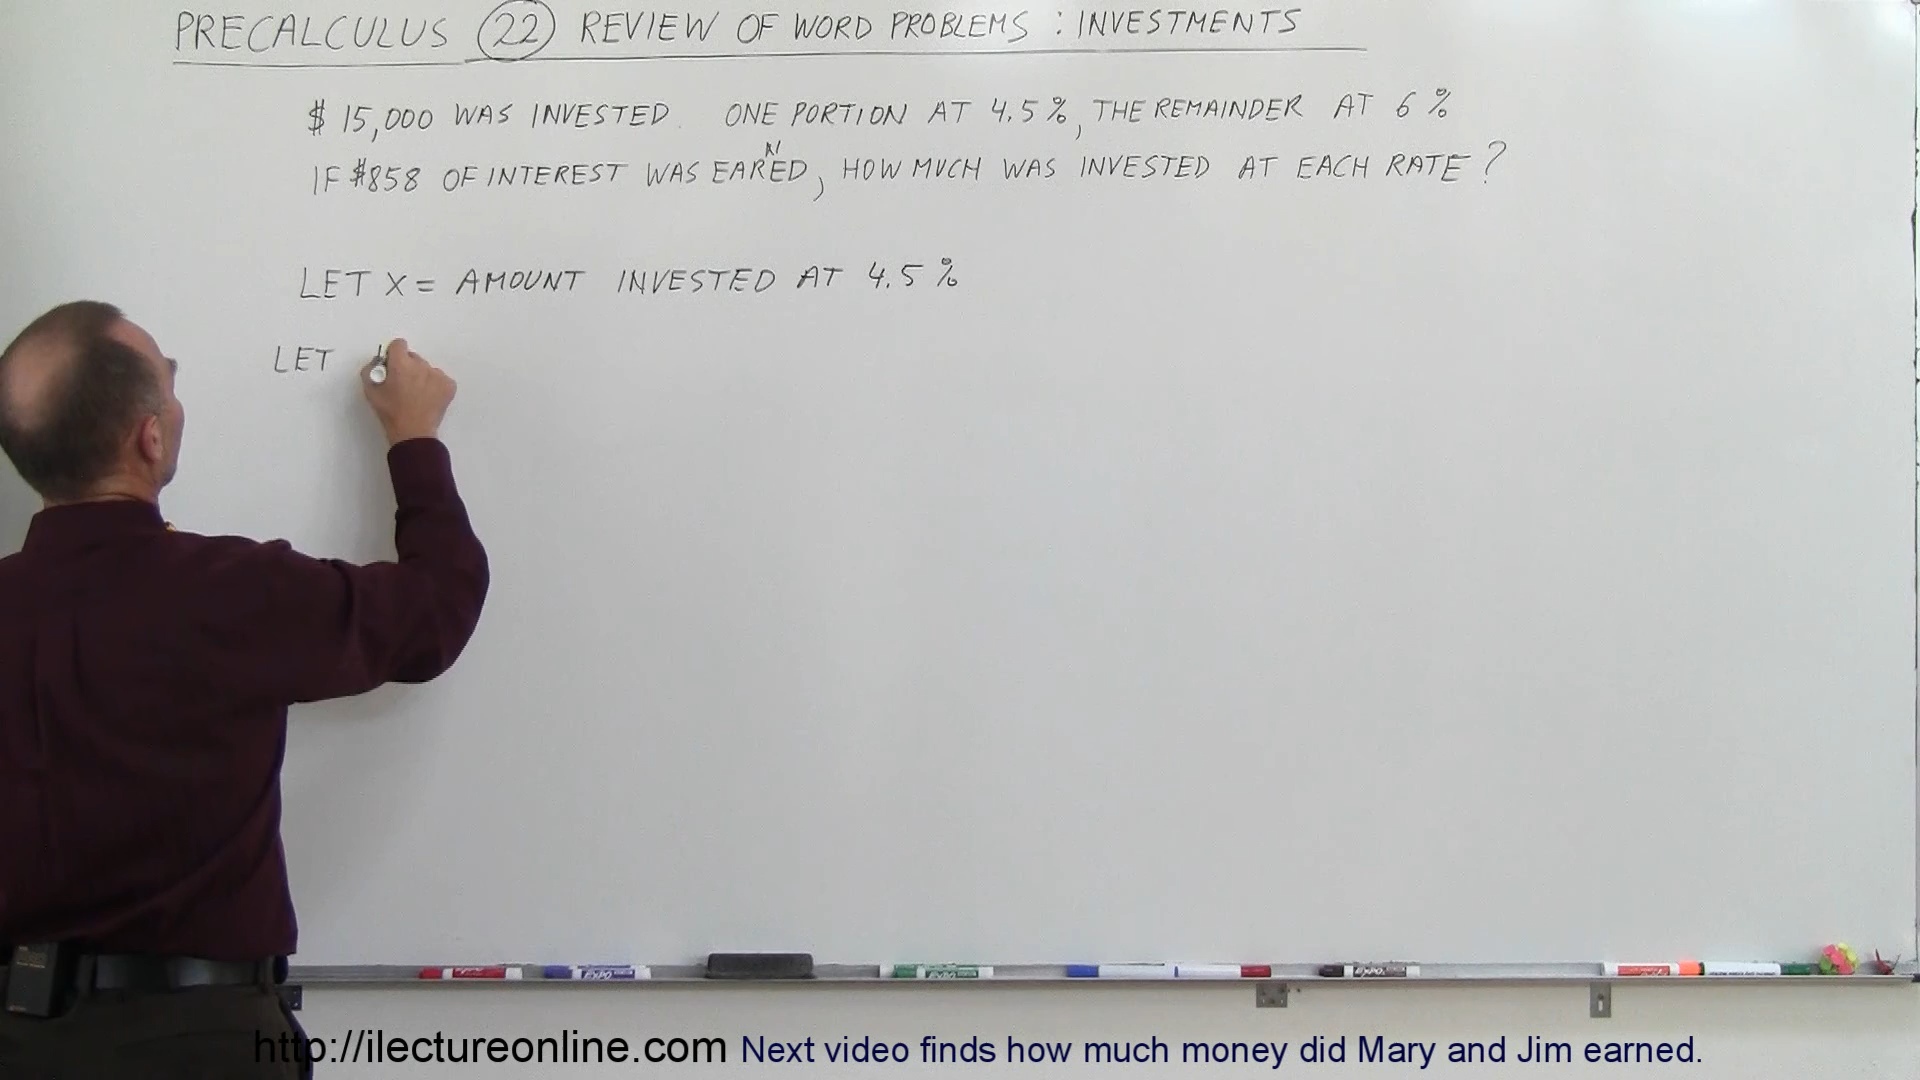 PRECALCULUS 22 REVIEW OF WORD PROBLEMS : INVESTMENTS
$ 15,000 WAS INVESTED. ONE PORTION AT 4.5%, THE REMAINDER AT 6%
IF $858 OF INTEREST WAS EARNED, HOW MUCH WAS INVESTED AT EACH RATE?
LET X = AMOUNT INVESTED AT 4.5%
LET
http://ilectureonline.com Next video finds how much money did Mary and Jim earned.